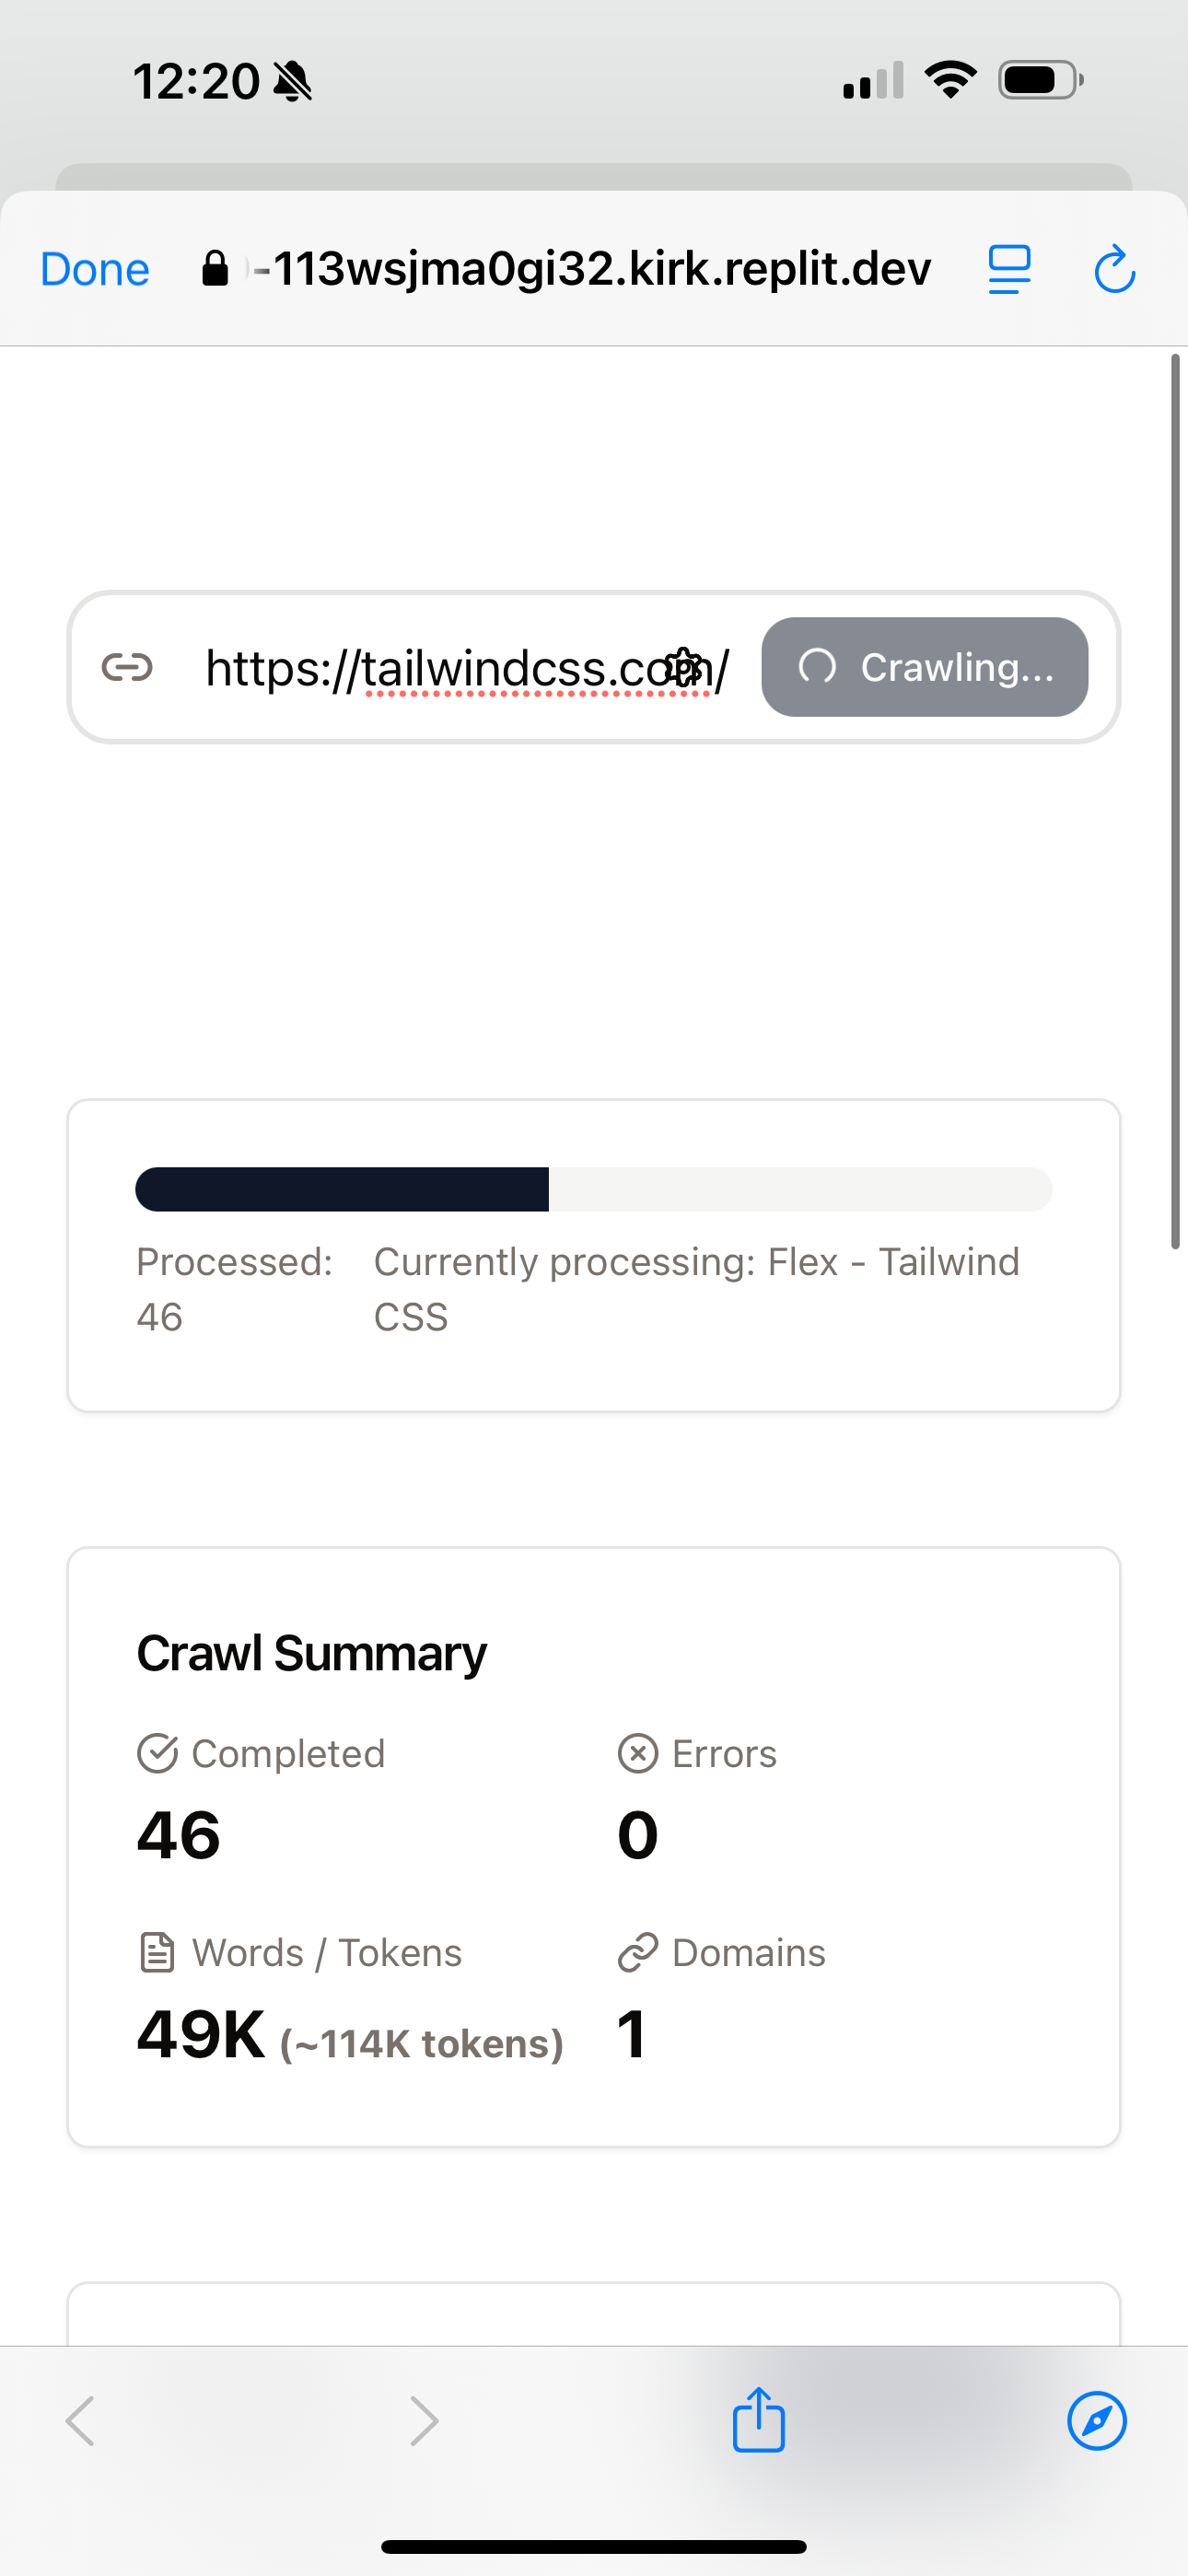 12:20
Done
-113wsjma0gi32.kirk.replit.dev
https://tailwindcss.com/
Crawling...
Processed: 46
Currently processing: Flex - Tailwind
CSS
Crawl Summary
Completed
Errors
46
0
Words / Tokens
Domains
49K (~114K tokens)
1